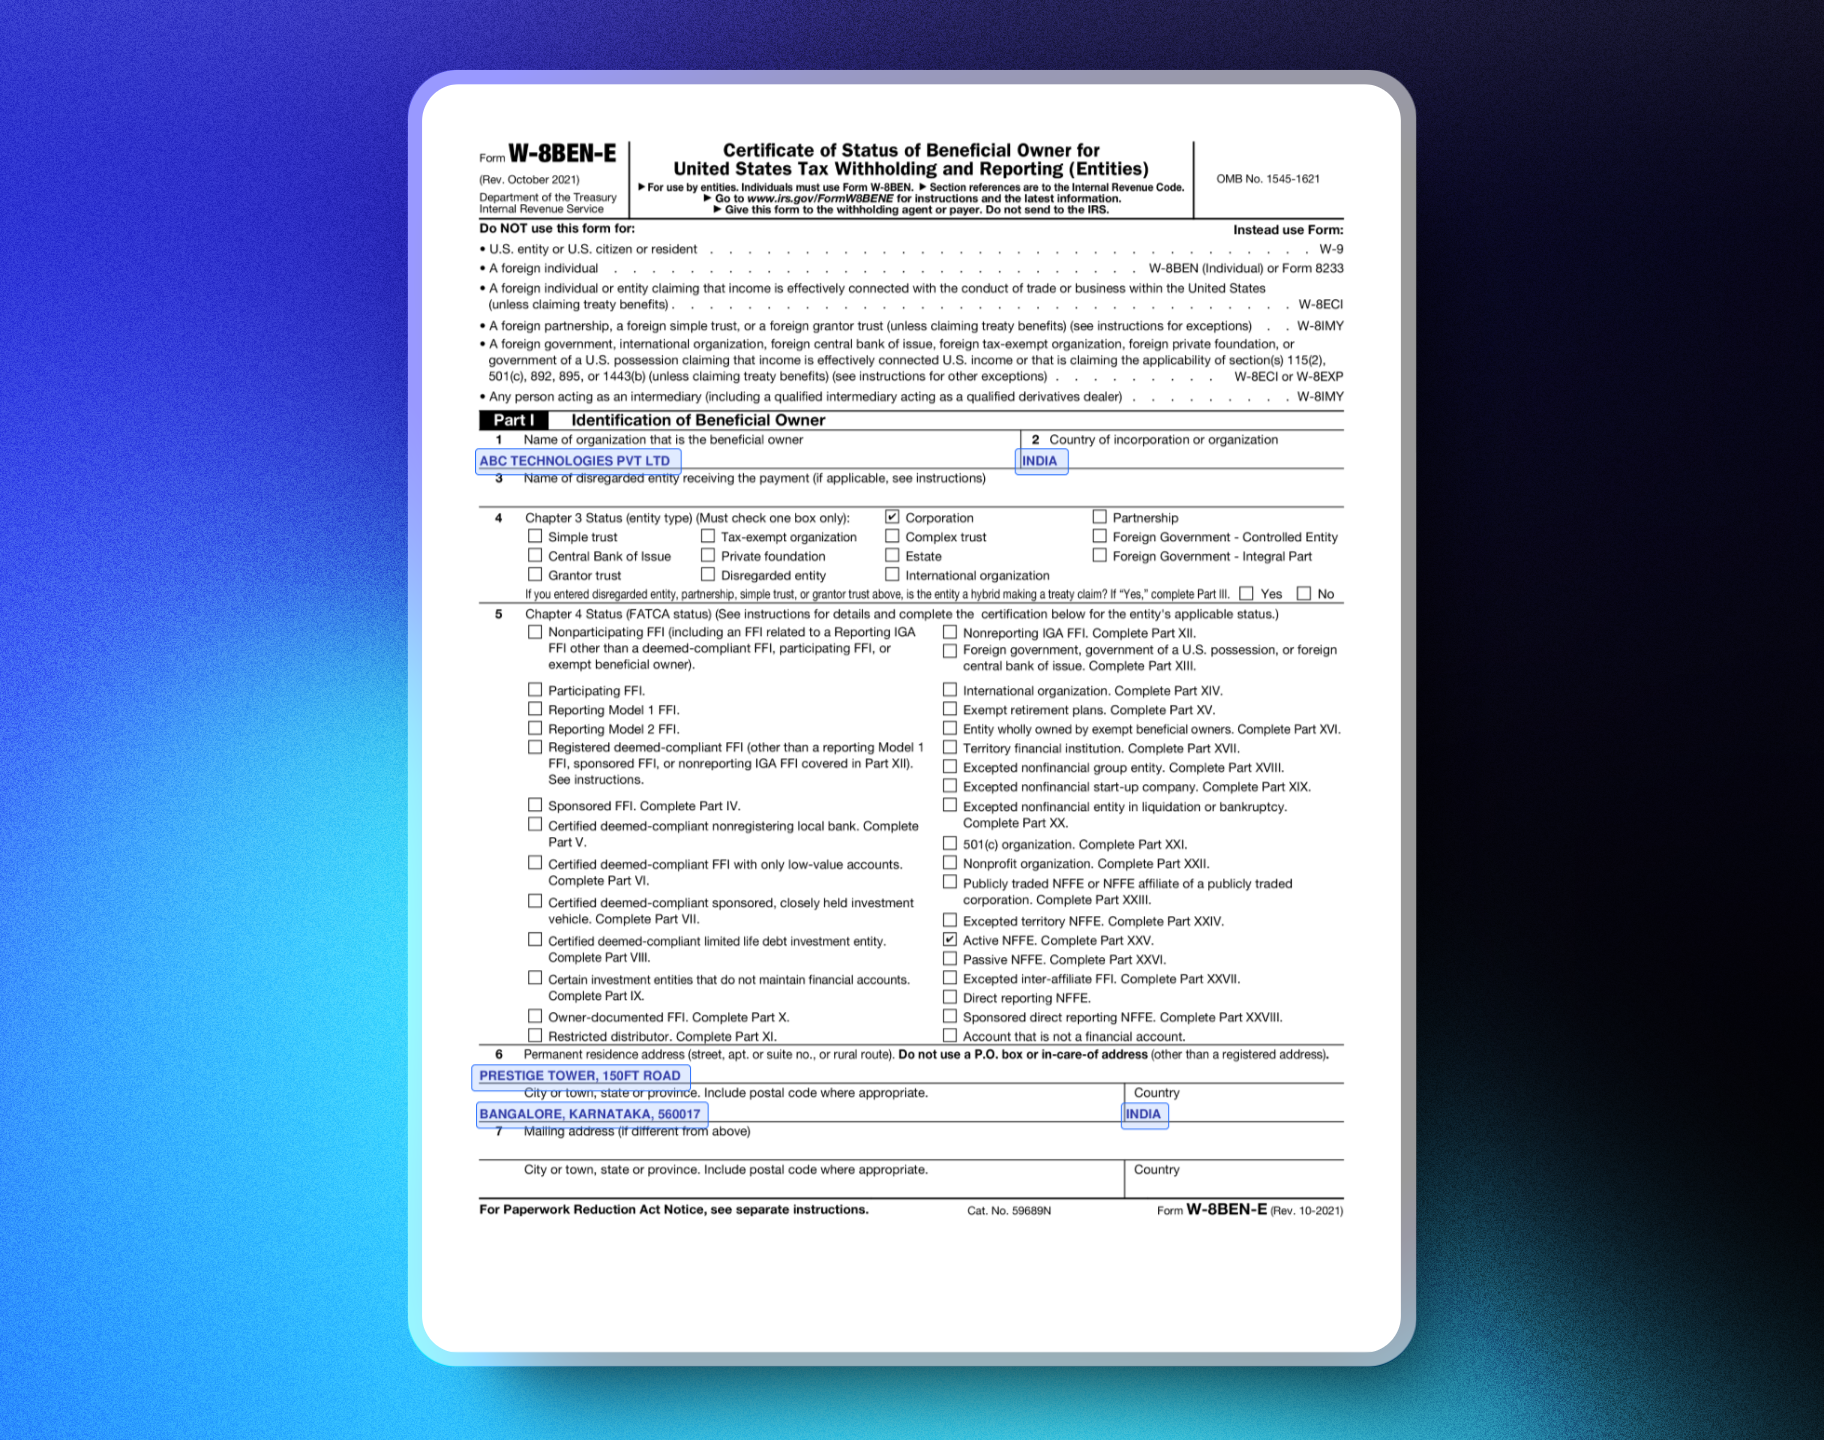 Form W-8BEN-E
(Rev. October 2021)
Department of the Treasury
Internal Revenue Service
Certificate of Status of Beneficial Owner for
United States Tax Withholding and Reporting (Entities)
▶ For use by entities. Individuals must use Form W-8BEN. ▶ Section references are to the Internal Revenue Code.
▶ Go to www.irs.gov/FormW8BENE for instructions and the latest information.
▶ Give this form to the withholding agent or payer. Do not send to the IRS.
OMB No. 1545-1621
Do NOT use this form for: Instead use Form:
• U.S. entity or U.S. citizen or resident . . . . W-9
• A foreign individual . . . . W-8BEN (Individual) or Form 8233
• A foreign individual or entity claiming that income is effectively connected with the conduct of trade or business within the United States
(unless claiming treaty benefits) . . . . W-8ECI
• A foreign partnership, a foreign simple trust, or a foreign grantor trust (unless claiming treaty benefits) (see instructions for exceptions) . . W-8IMY
• A foreign government, international organization, foreign central bank of issue, foreign tax-exempt organization, foreign private foundation, or
government of a U.S. possession claiming that income is effectively connected U.S. income or that is claiming the applicability of section(s) 115(2),
501(c), 892, 895, or 1443(b) (unless claiming treaty benefits) (see instructions for other exceptions) . . . . W-8ECI or W-8EXP
• Any person acting as an intermediary (including a qualified intermediary acting as a qualified derivatives dealer) . . . . W-8IMY
Part I Identification of Beneficial Owner
1 Name of organization that is the beneficial owner
ABC TECHNOLOGIES PVT LTD
2 Country of incorporation or organization
INDIA
3 Name of disregarded entity receiving the payment (if applicable, see instructions)
4 Chapter 3 Status (entity type) (Must check one box only): ✔ Corporation Partnership
Simple trust Tax-exempt organization Complex trust Foreign Government - Controlled Entity
Central Bank of Issue Private foundation Estate Foreign Government - Integral Part
Grantor trust Disregarded entity International organization
If you entered disregarded entity, partnership, simple trust, or grantor trust above, is the entity a hybrid making a treaty claim? If "Yes," complete Part III. Yes No
5 Chapter 4 Status (FATCA status) (See instructions for details and complete the certification below for the entity's applicable status.)
Nonparticipating FFI (including an FFI related to a Reporting IGA
FFI other than a deemed-compliant FFI, participating FFI, or
exempt beneficial owner).
Participating FFI.
Reporting Model 1 FFI.
Reporting Model 2 FFI.
Registered deemed-compliant FFI (other than a reporting Model 1
FFI, sponsored FFI, or nonreporting IGA FFI covered in Part XII).
See instructions.
Sponsored FFI. Complete Part IV.
Certified deemed-compliant nonregistering local bank. Complete
Part V.
Certified deemed-compliant FFI with only low-value accounts.
Complete Part VI.
Certified deemed-compliant sponsored, closely held investment
vehicle. Complete Part VII.
Certified deemed-compliant limited life debt investment entity.
Complete Part VIII.
Certain investment entities that do not maintain financial accounts.
Complete Part IX.
Owner-documented FFI. Complete Part X.
Restricted distributor. Complete Part XI.
Nonreporting IGA FFI. Complete Part XII.
Foreign government, government of a U.S. possession, or foreign
central bank of issue. Complete Part XIII.
International organization. Complete Part XIV.
Exempt retirement plans. Complete Part XV.
Entity wholly owned by exempt beneficial owners. Complete Part XVI.
Territory financial institution. Complete Part XVII.
Excepted nonfinancial group entity. Complete Part XVIII.
Excepted nonfinancial start-up company. Complete Part XIX.
Excepted nonfinancial entity in liquidation or bankruptcy.
Complete Part XX.
501(c) organization. Complete Part XXI.
Nonprofit organization. Complete Part XXII.
Publicly traded NFFE or NFFE affiliate of a publicly traded
corporation. Complete Part XXIII.
Excepted territory NFFE. Complete Part XXIV.
✔ Active NFFE. Complete Part XXV.
Passive NFFE. Complete Part XXVI.
Excepted inter-affiliate FFI. Complete Part XXVII.
Direct reporting NFFE.
Sponsored direct reporting NFFE. Complete Part XXVIII.
Account that is not a financial account.
6 Permanent residence address (street, apt. or suite no., or rural route). Do not use a P.O. box or in-care-of address (other than a registered address).
PRESTIGE TOWER, 150FT ROAD
City or town, state or province. Include postal code where appropriate. Country
BANGALORE, KARNATAKA, 560017 INDIA
7 Mailing address (if different from above)
City or town, state or province. Include postal code where appropriate. Country
For Paperwork Reduction Act Notice, see separate instructions. Cat. No. 59689N Form W-8BEN-E (Rev. 10-2021)